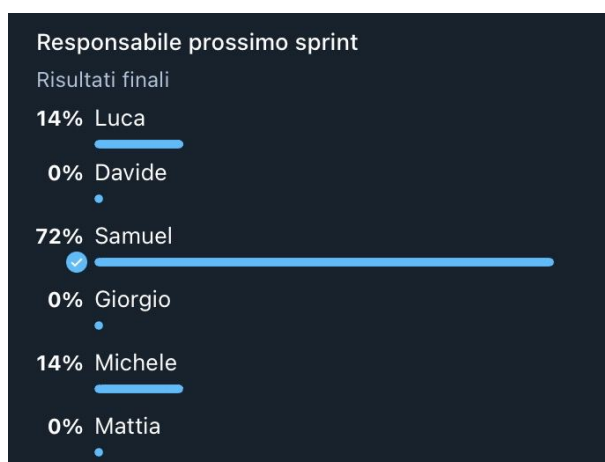 Responsabile prossimo sprint
Risultati finali
14% Luca
0% Davide
72% Samuel
0% Giorgio
14% Michele
0% Mattia